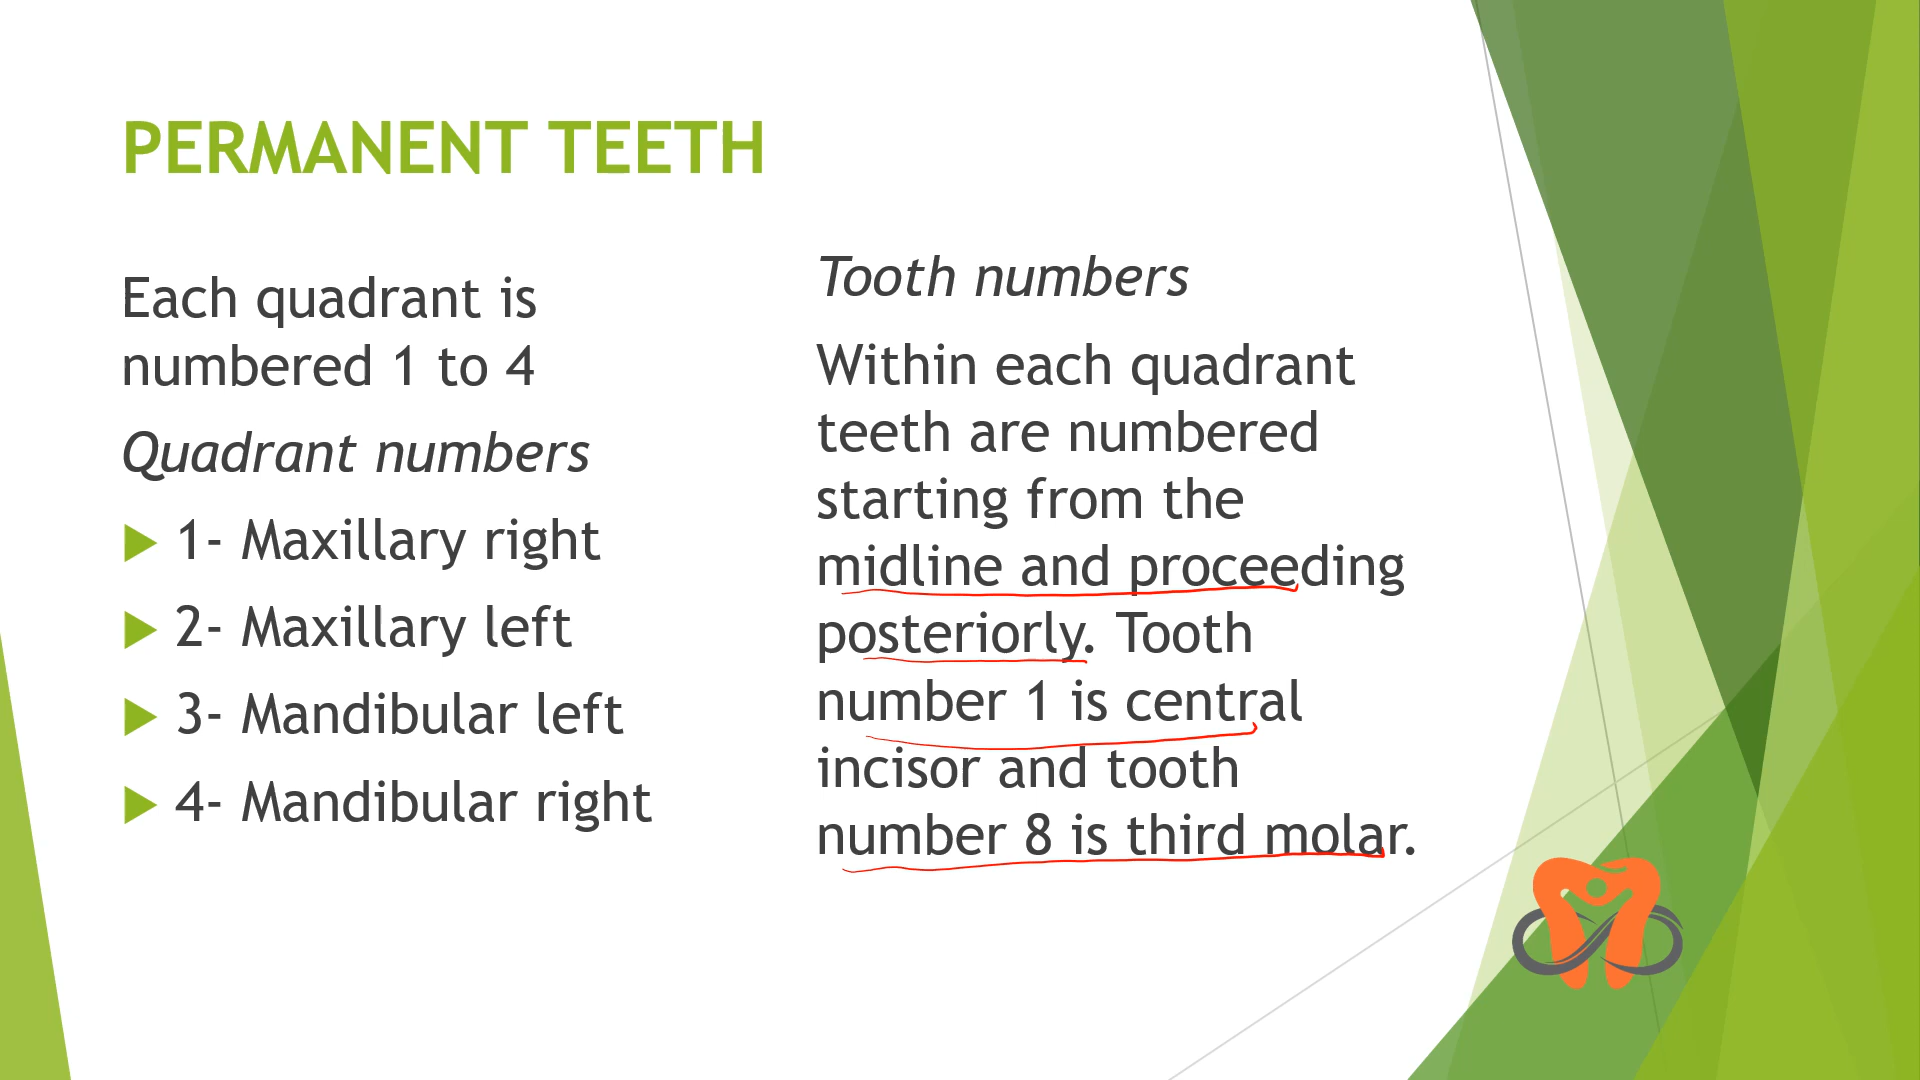 PERMANENT TEETH
Each quadrant is
numbered 1 to 4
Quadrant numbers
1- Maxillary right
2- Maxillary left
3- Mandibular left
4- Mandibular right
Tooth numbers
Within each quadrant
teeth are numbered
starting from the
midline and proceeding
posteriorly. Tooth
number 1 is central
incisor and tooth
number 8 is third molar.